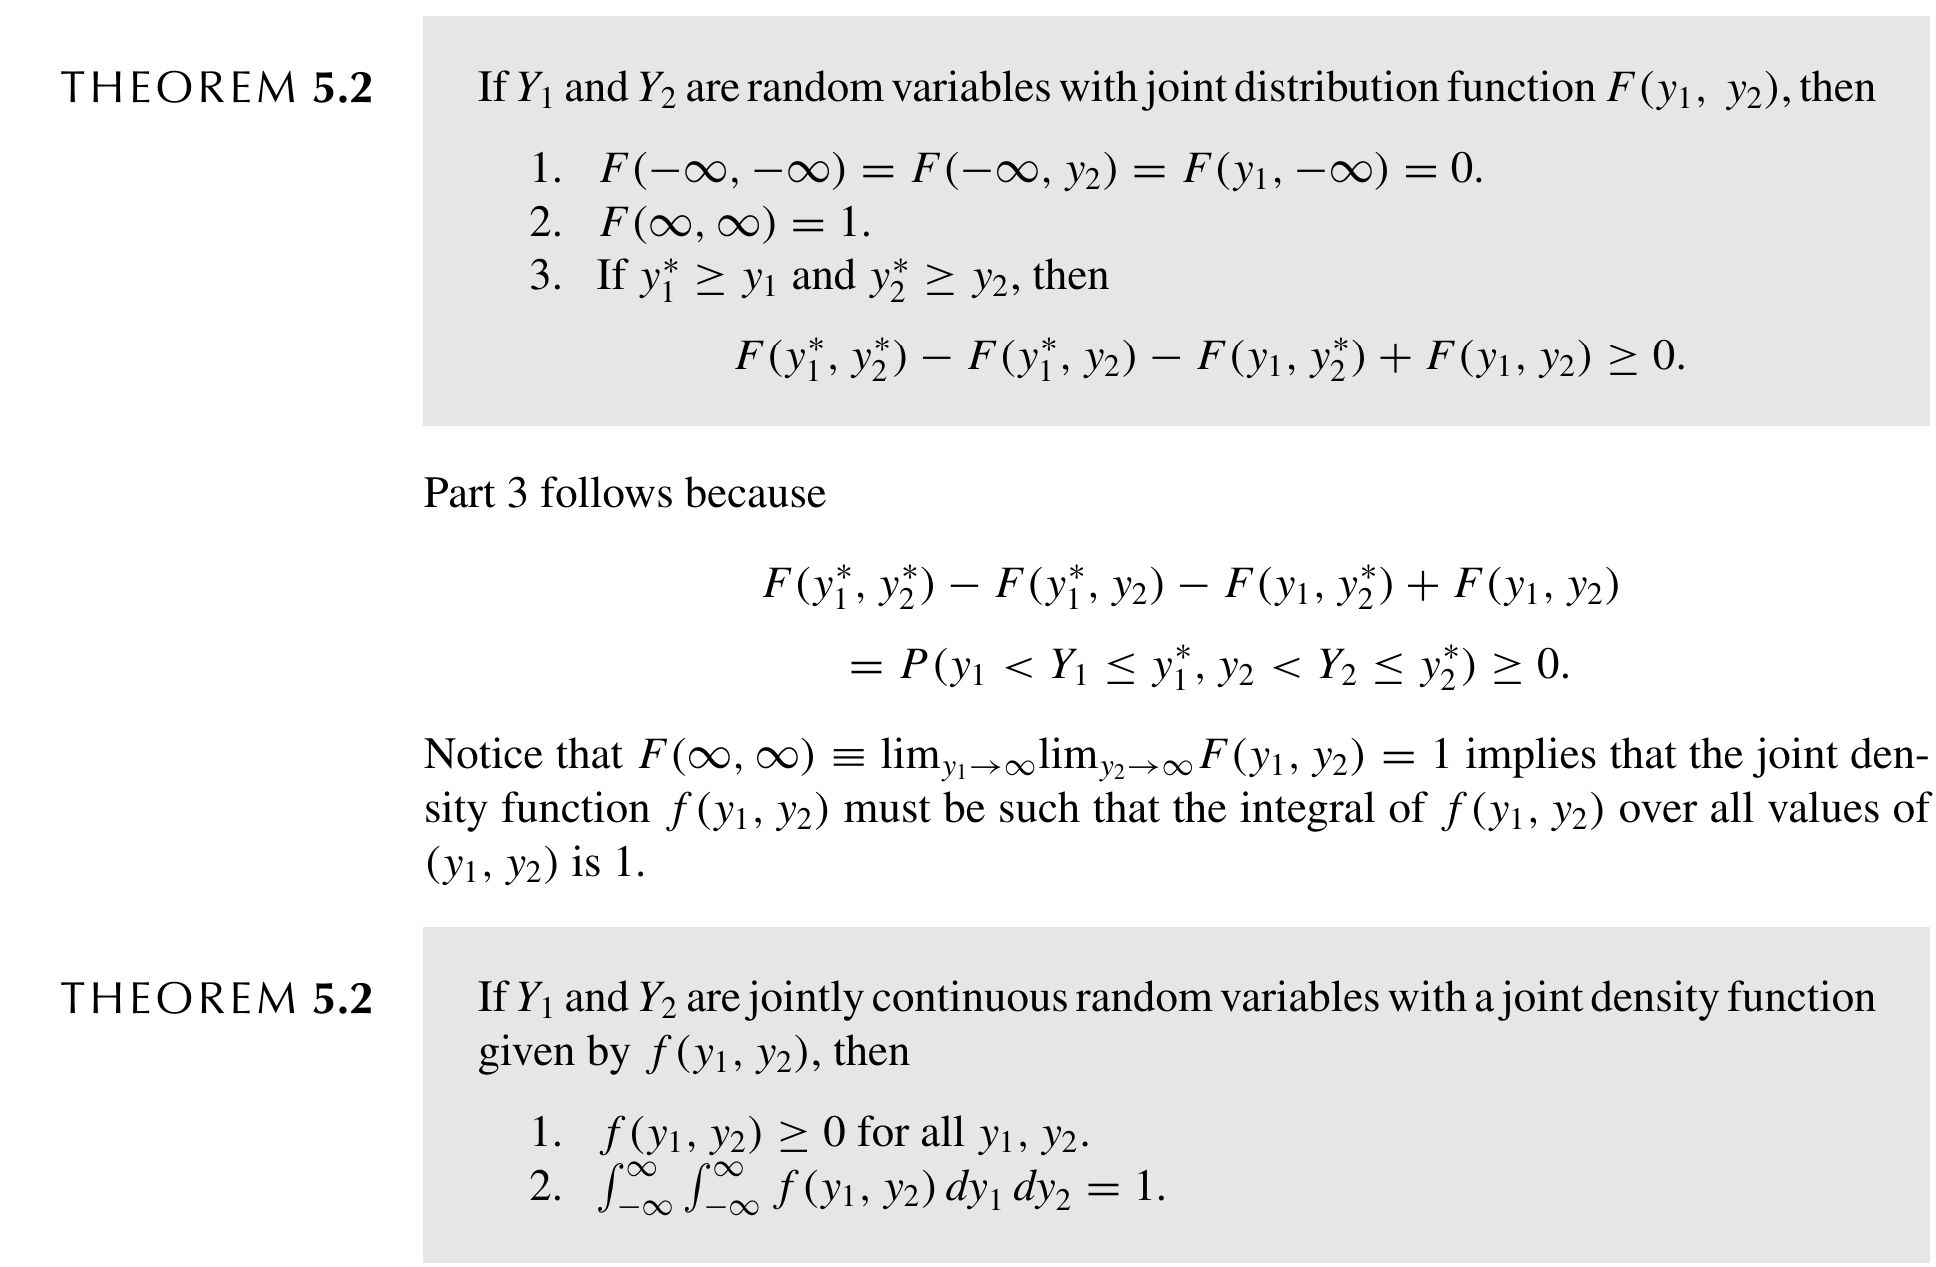 THEOREM 5.2
If Y₁ and Y₂ are random variables with joint distribution function F(y₁, y₂), then
1. F(−∞, −∞) = F(−∞, y₂) = F(y₁, −∞) = 0.
2. F(∞, ∞) = 1.
3. If y₁* ≥ y₁ and y₂* ≥ y₂, then
F(y₁*, y₂*) − F(y₁*, y₂) − F(y₁, y₂*) + F(y₁, y₂) ≥ 0.
Part 3 follows because
F(y₁*, y₂*) − F(y₁*, y₂) − F(y₁, y₂*) + F(y₁, y₂)
= P(y₁ < Y₁ ≤ y₁*, y₂ < Y₂ ≤ y₂*) ≥ 0.
Notice that F(∞, ∞) ≡ lim_{y₁→∞} lim_{y₂→∞} F(y₁, y₂) = 1 implies that the joint den-
sity function f(y₁, y₂) must be such that the integral of f(y₁, y₂) over all values of
(y₁, y₂) is 1.
THEOREM 5.2
If Y₁ and Y₂ are jointly continuous random variables with a joint density function
given by f(y₁, y₂), then
1. f(y₁, y₂) ≥ 0 for all y₁, y₂.
2. ∫_{−∞}^{∞} ∫_{−∞}^{∞} f(y₁, y₂) dy₁ dy₂ = 1.